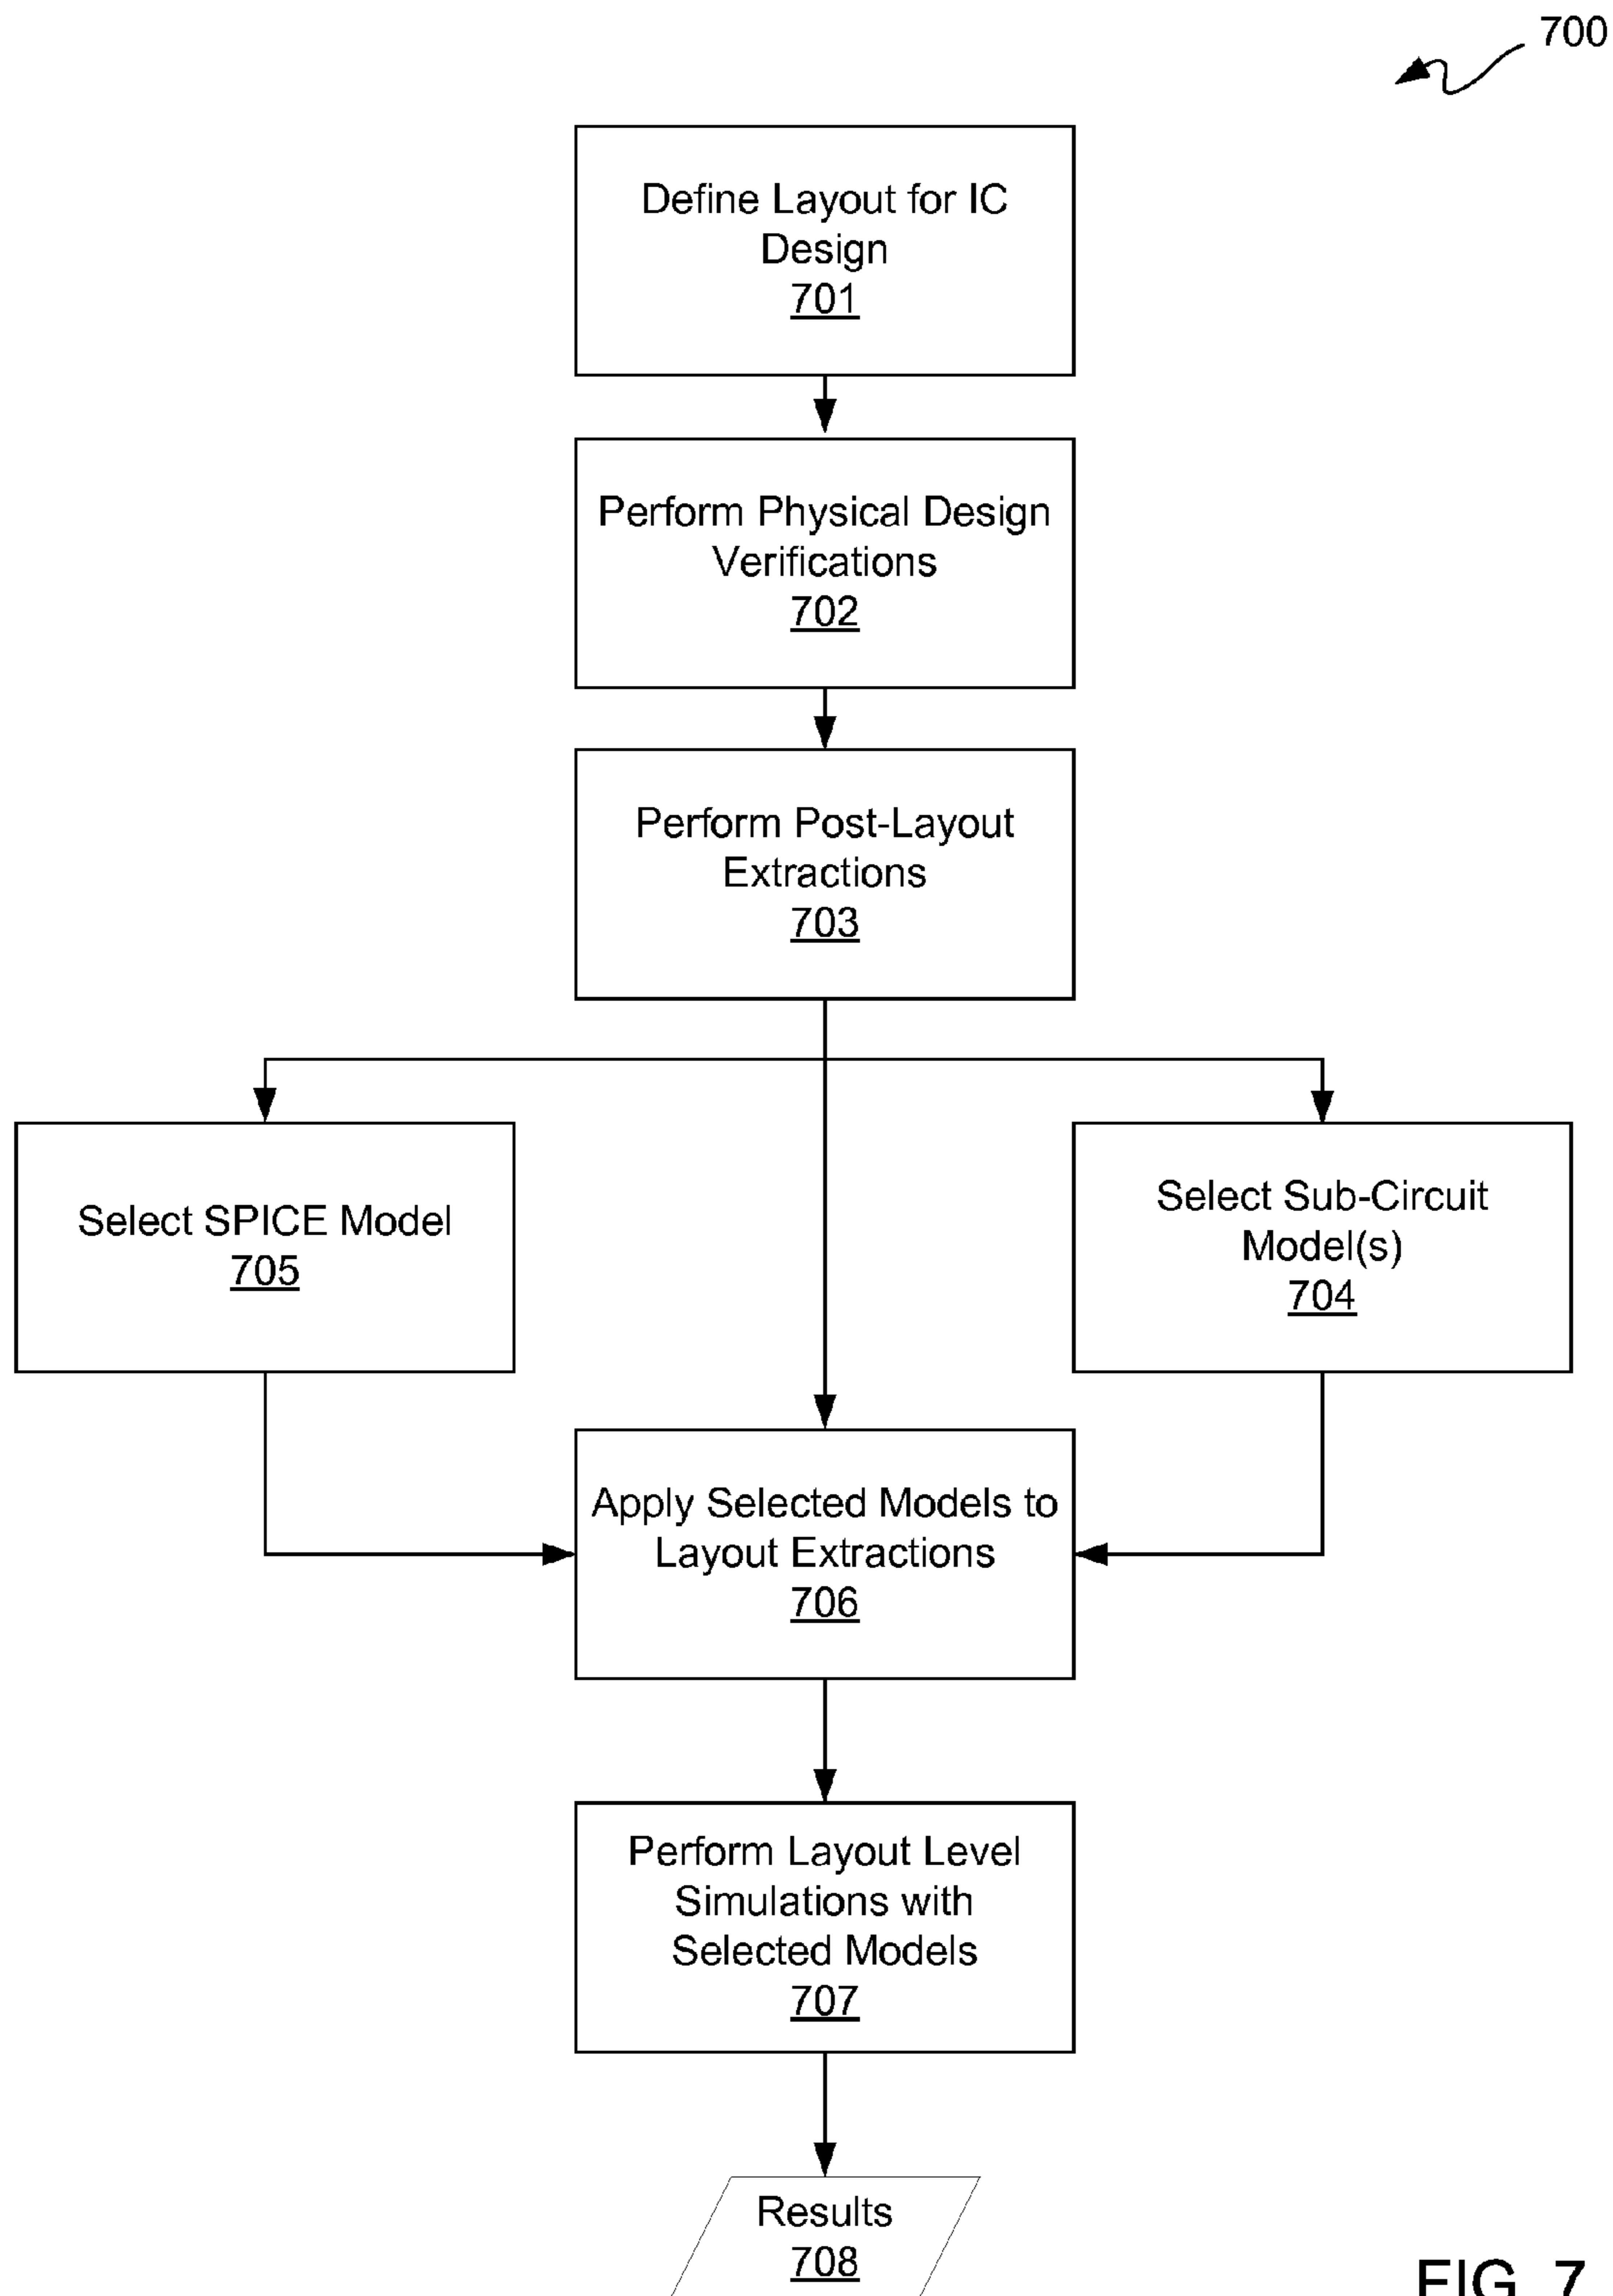 700
Define Layout for IC
Design
701
Perform Physical Design
Verifications
702
Perform Post-Layout
Extractions
703
Select SPICE Model
705
Select Sub-Circuit
Model(s)
704
Apply Selected Models to
Layout Extractions
706
Perform Layout Level
Simulations with
Selected Models
707
Results
708
FIG. 7